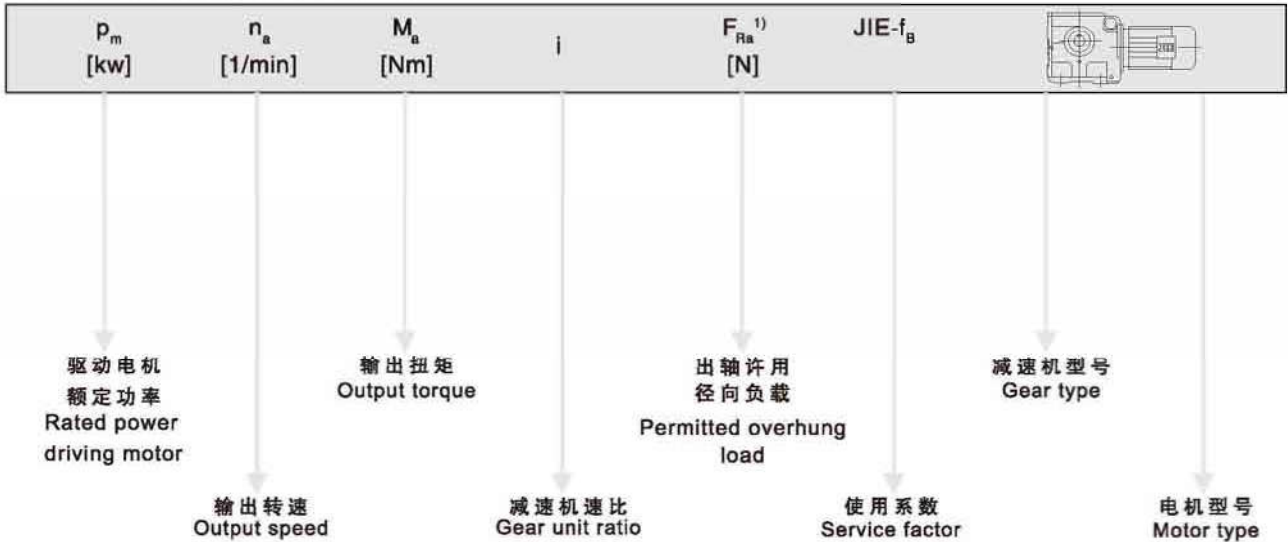 pm na Ma i FRa1) JIE-fB
[kw] [1/min] [Nm] [N]
驱动电机
额定功率
Rated power
driving motor
输出扭矩
Output torque
出轴许用
径向负载
Permitted overhung
load
减速机型号
Gear type
输出转速
Output speed
减速机速比
Gear unit ratio
使用系数
Service factor
电机型号
Motor type